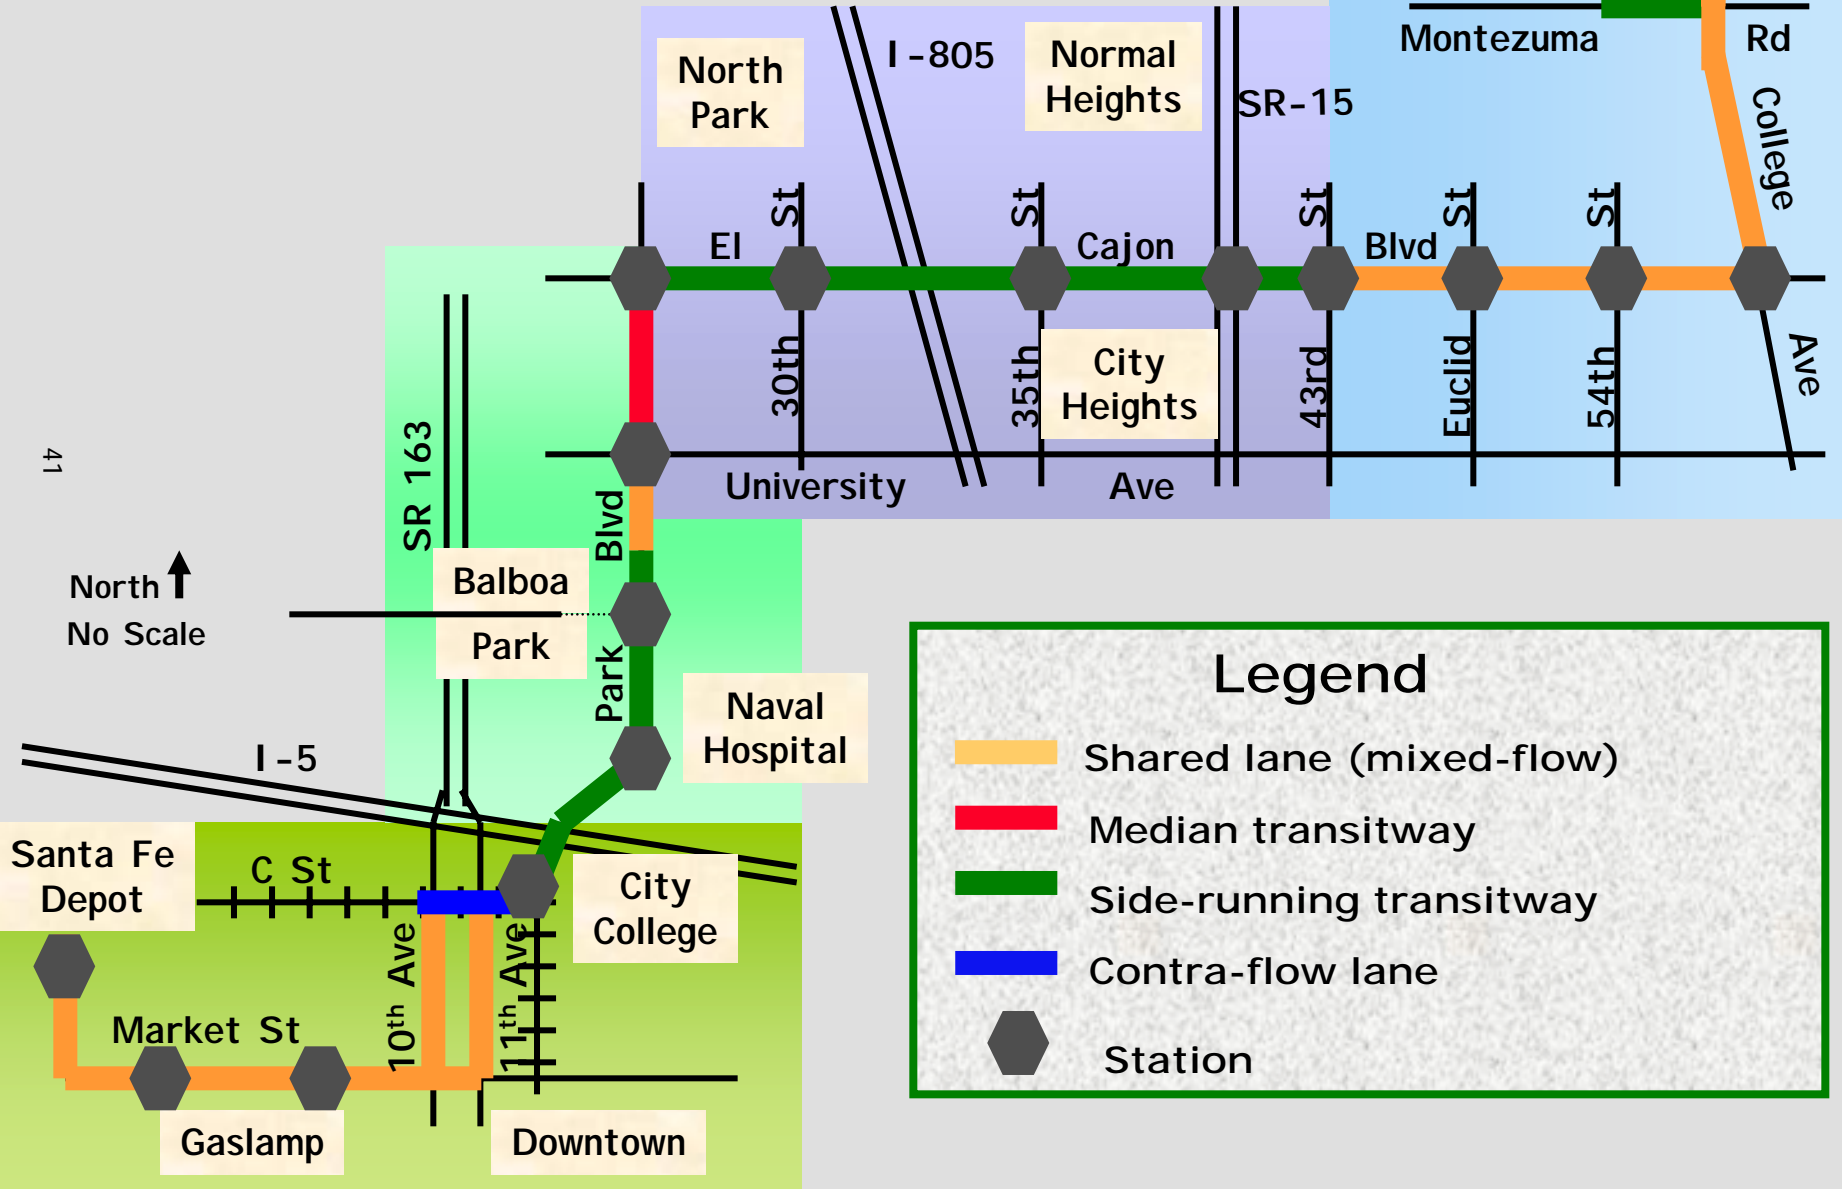 Montezuma Rd
North
Park
I-805
Normal
Heights
SR-15
College
Ave
El Cajon Blvd
30th St
35th St
43rd St
Euclid St
54th St
City
Heights
University Ave
SR 163
Park Blvd
41
North
No Scale
Balboa
Park
Naval
Hospital
I-5
Santa Fe
Depot
C St
City
College
10th Ave
11th Ave
Market St
Gaslamp
Downtown
Legend
Shared lane (mixed-flow)
Median transitway
Side-running transitway
Contra-flow lane
Station